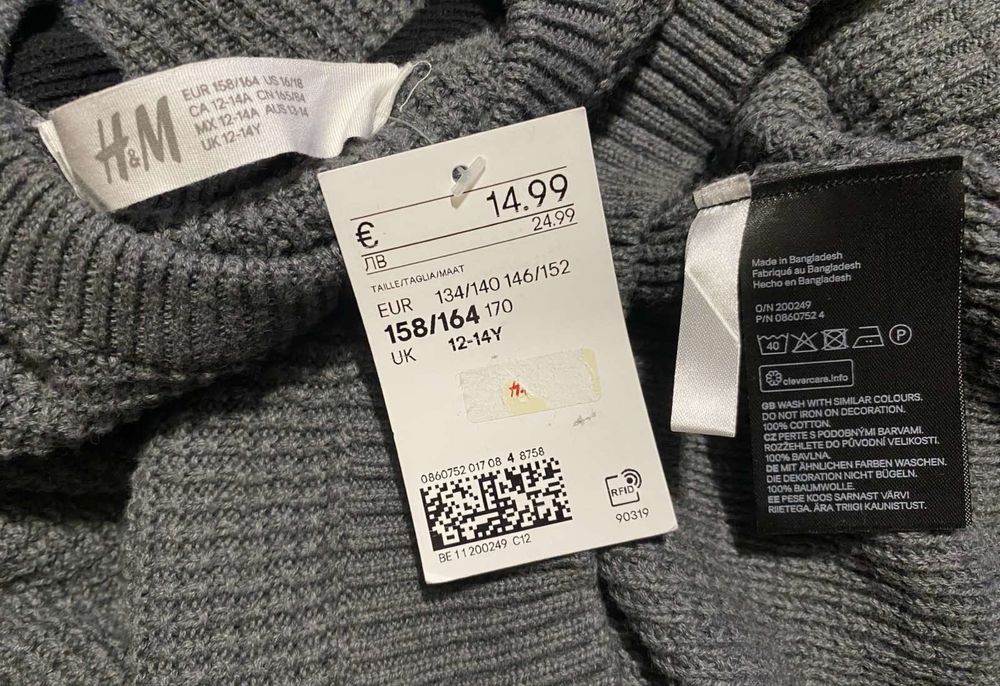 H&M
EUR 158/164 US 16/18
CA 12-14A CN 165/84
MX 12-14A AUS 13-14
UK 12-14Y
€ 14.99
ЛВ 24.99
TAILLE/TAGLIA/MAAT
EUR 134/140 146/152
158/164 170
UK 12-14Y
0860752 017 08 4 8758
BE 11 200249 C12
RFID
90319
Made in Bangladesh
Fabriqué au Bangladesh
Hecho en Bangladesh
O/N 200249
P/N 0860752 4
40
P
clevercare.info
GB WASH WITH SIMILAR COLOURS.
DO NOT IRON ON DECORATION.
100% COTTON.
CZ PERTE S PODOBNÝMI BARVAMI.
ROZŽEHLETE DO PŮVODNÍ VELIKOSTI.
100% BAVLNA.
DE MIT ÄHNLICHEN FARBEN WASCHEN.
DIE DEKORATION NICHT BÜGELN.
100% BAUMWOLLE.
EE PESE KOOS SARNAST VÄRVI
RIIETEGA. ÄRA TRIIGI KAUNISTUST.